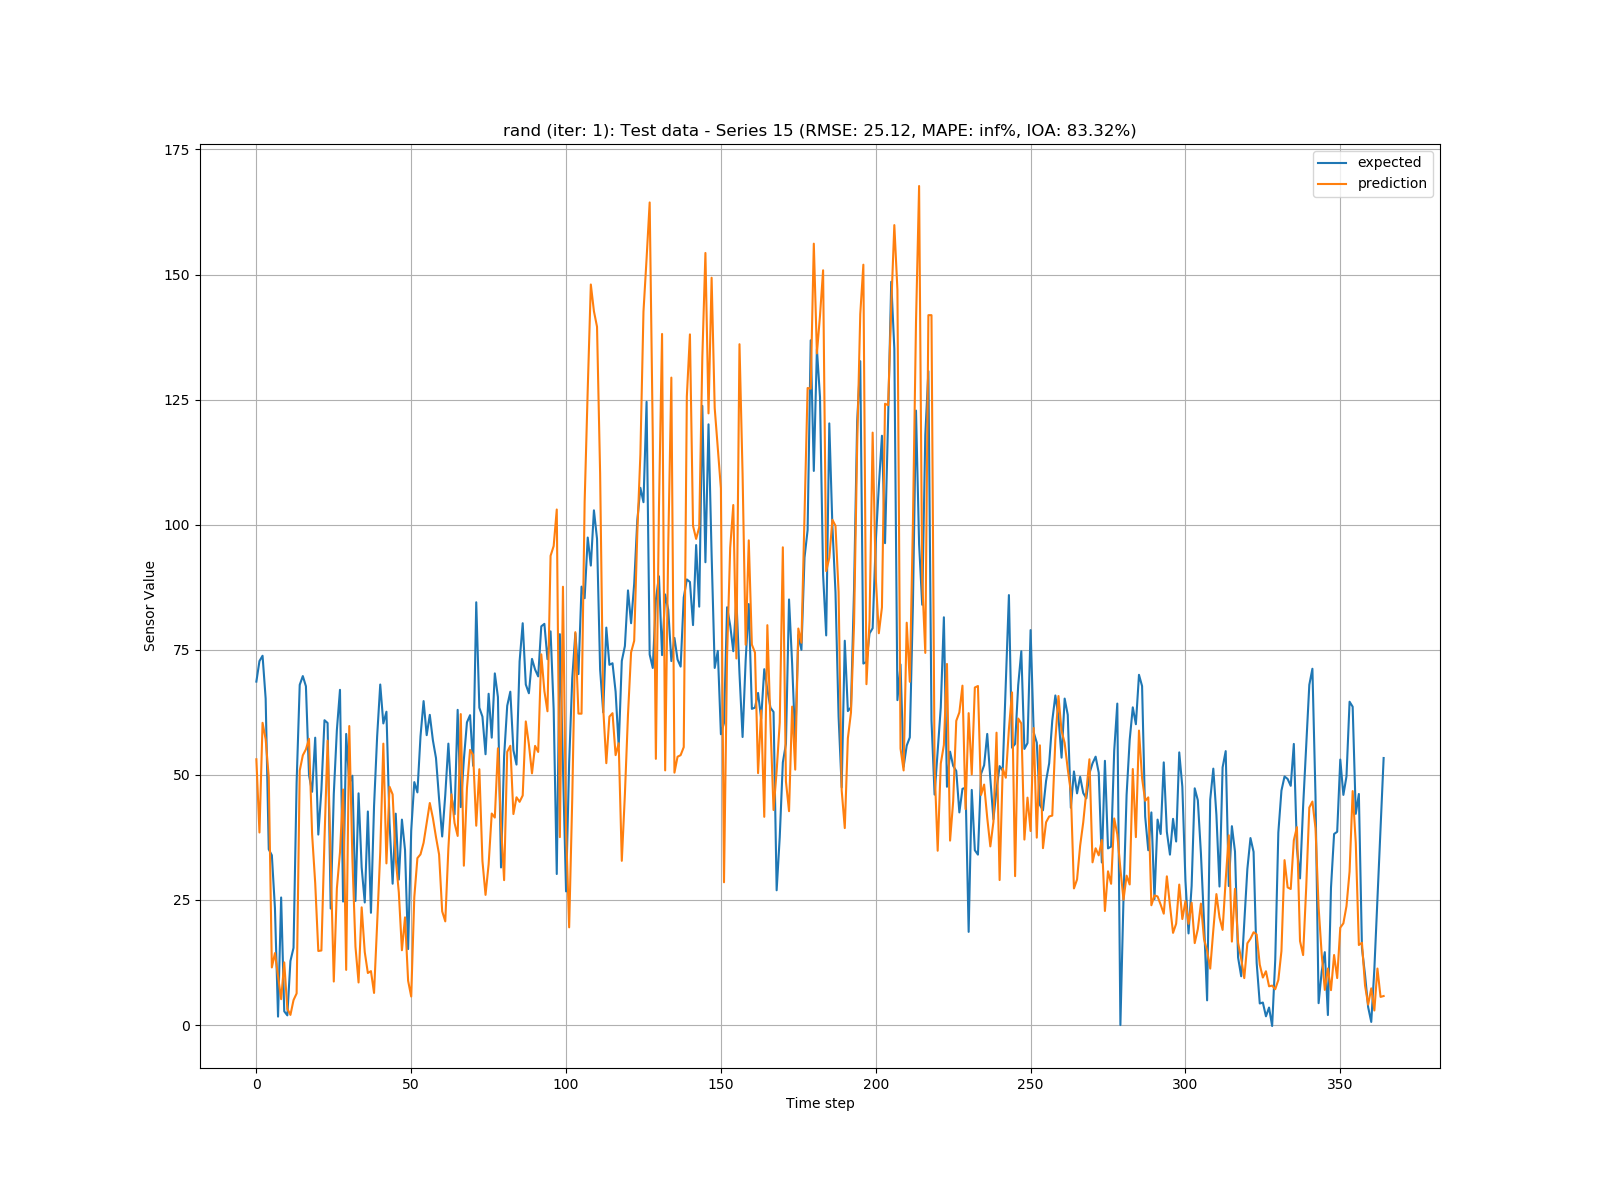 rand (iter: 1): Test data - Series 15 (RMSE: 25.12, MAPE: inf%, IOA: 83.32%)
expected
prediction
175
150
125
100
75
50
25
0
Sensor Value
0 50 100 150 200 250 300 350
Time step